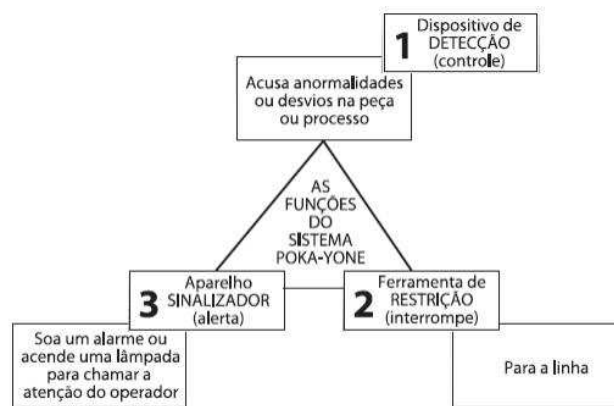 1
Dispositivo de
DETECÇÃO
(controle)
Acusa anormalidades
ou desvios na peça
ou processo
AS
FUNÇÕES
DO
SISTEMA
POKA-YONE
3
Aparelho
SINALIZADOR
(alerta)
2
Ferramenta de
RESTRIÇÃO
(interrompe)
Soa um alarme ou
acende uma lâmpada
para chamar a
atenção do operador
Para a linha